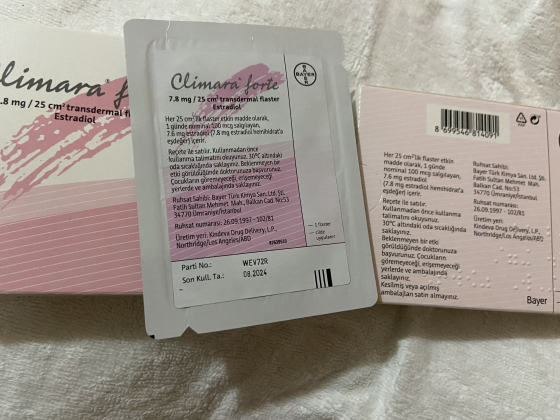 Climara® f
.8 mg / 25 cm² transdermal fl
Estradiol
Climara® forte
7.8 mg / 25 cm² transdermal flaster
Estradiol
BAYER
BAYER
Her 25 cm²lik flaster etkin madde olarak,
1 günde nominal 100 mcg salgılayan,
7.6 mg estradiol (7.8 mg estradiol hemihidrat'a
eşdeğer) içerir.
Reçete ile satılır. Kullanmadan önce
kullanma talimatını okuyunuz. 30°C altındaki
oda sıcaklığında saklayınız. Beklenmeyen bir
etki görüldüğünde doktorunuza başvurunuz.
Çocukların göremeyeceği, erişemeyeceği
yerlerde ve ambalajında saklayınız.
Ruhsat Sahibi:
Bayer Türk Kimya San. Ltd. Şti.
Fatih Sultan Mehmet Mah., Balkan Cad. No:53
34770 Ümraniye/İstanbul
Ruhsat numarası: 26.09.1997 - 102/81
Üretim yeri: Kindeva Drug Delivery, L.P.,
Northridge/Los Angeles/ABD
— 1 flaster
— cilde
uygulanır
Parti No.: WEV72R
Son Kull. Ta.: 08.2024
8 699546 814091
Her 25 cm²'lik flaster etkin
madde olarak, 1 günde
nominal 100 mcg salgılayan,
7.6 mg estradiol
(7.8 mg estradiol hemihidrat'a
eşdeğer) içerir.
Reçete ile satılır.
Kullanmadan önce kullanma
talimatını okuyunuz.
30°C altındaki oda sıcaklığında
saklayınız.
Beklenmeyen bir etki
görüldüğünde doktorunuza
başvurunuz. Çocukların
göremeyeceği, erişemeyeceği
yerlerde ve ambalajında
saklayınız.
Kesilmiş veya açılmış
ambalajları satın almayınız.
Ruhsat Sahibi:
Bayer Türk Kimya San. Ltd. Şti.
Fatih Sultan Mehmet Mah.
Balkan Cad. No:53
34770 Ümraniye/İstanbul
Ruhsat numarası:
26.09.1997 - 102/81
Üretim yeri:
Kindeva Drug Delivery, L.P.,
Northridge/Los Angeles/ABD
Bayer